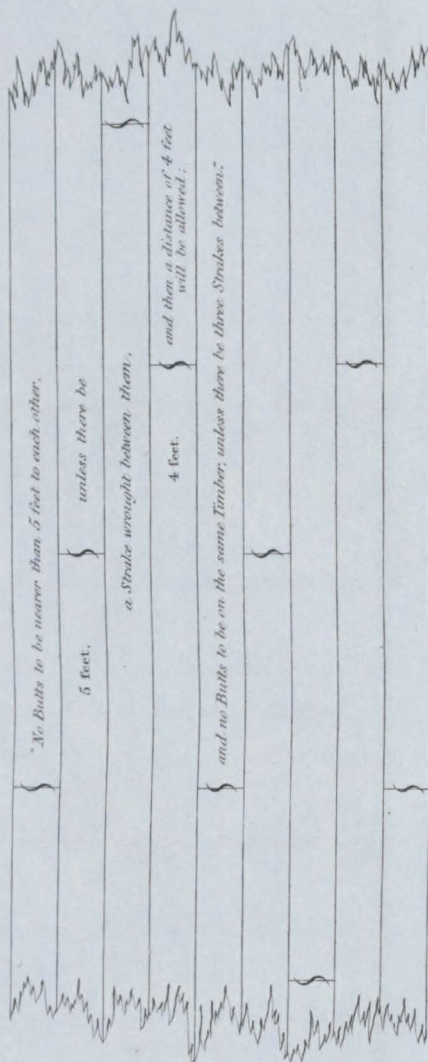 "No Butts to be nearer than 5 feet to each other,
5 feet.
unless there be
a Strake wrought between them,
4 feet.
and then a distance of 4 feet
will be allowed;
and no Butts to be on the same Timber, unless there be three Strakes between."